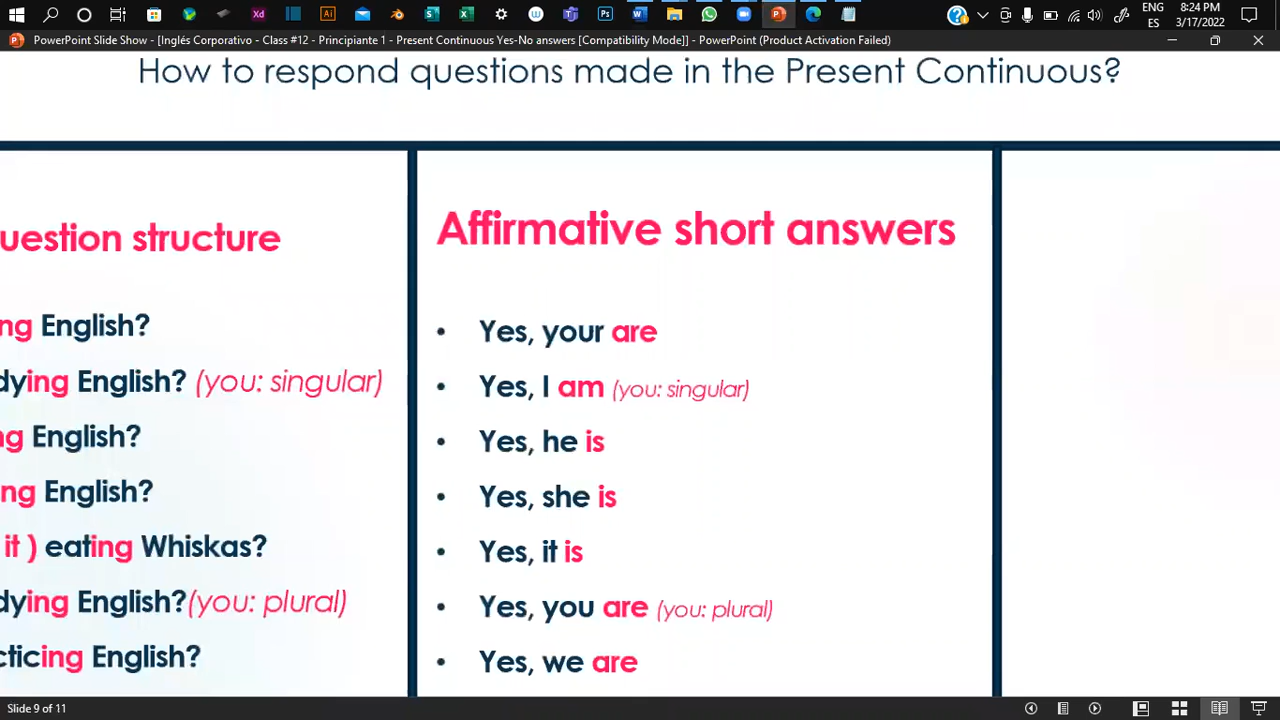 ENG
8:24 PM
ES
3/17/2022
PowerPoint Slide Show - [Inglés Corporativo - Class #12 - Principiante 1 - Present Continuous Yes-No answers [Compatibility Mode]] - PowerPoint (Product Activation Failed)
How to respond questions made in the Present Continuous?
uestion structure
ng English?
dying English? (you: singular)
ng English?
ng English?
it ) eating Whiskas?
dying English?(you: plural)
cticing English?
Affirmative short answers
• Yes, your are
• Yes, I am (you: singular)
• Yes, he is
• Yes, she is
• Yes, it is
• Yes, you are (you: plural)
• Yes, we are
Slide 9 of 11